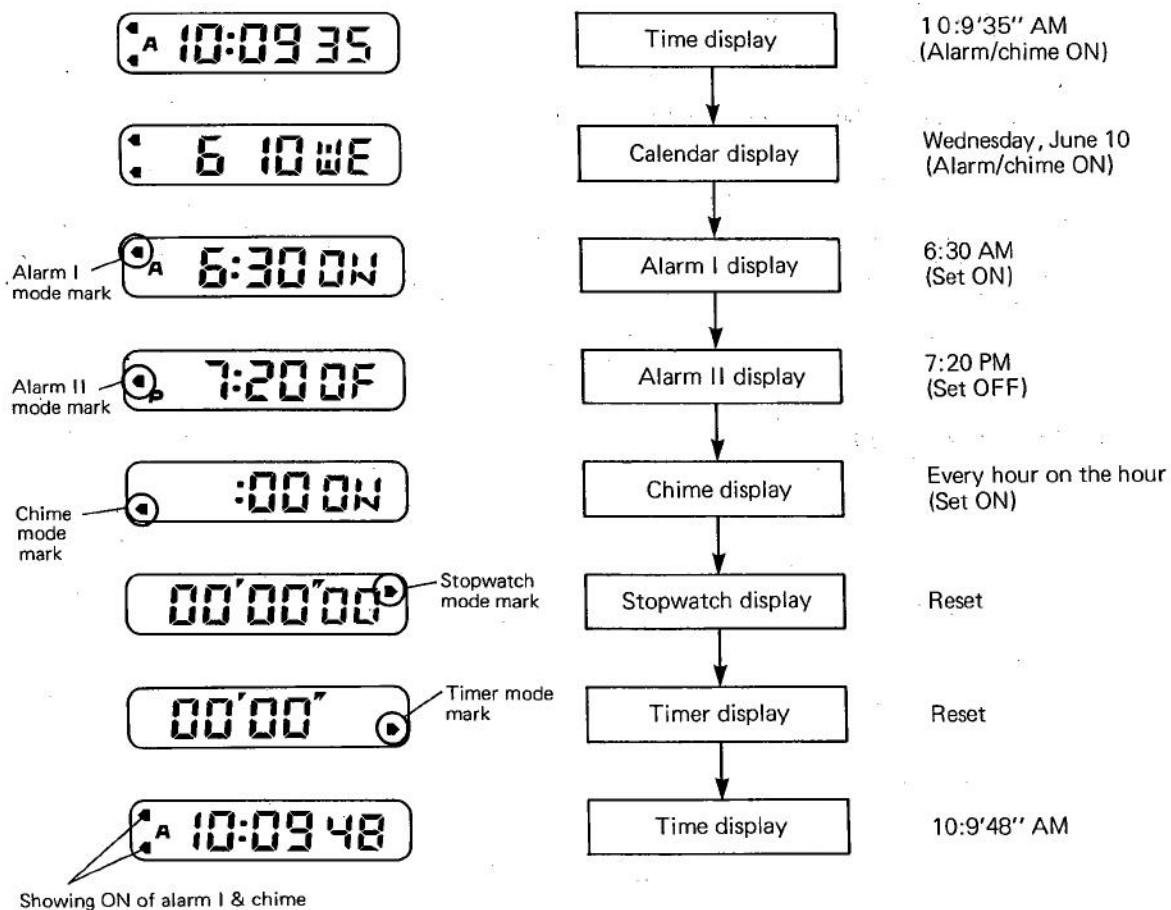 A 10:09 35
Time display
10:9'35'' AM
(Alarm/chime ON)
6 10 WE
Calendar display
Wednesday, June 10
(Alarm/chime ON)
Alarm I
mode mark
A 6:30 ON
Alarm I display
6:30 AM
(Set ON)
Alarm II
mode mark
P 7:20 OF
Alarm II display
7:20 PM
(Set OFF)
Chime
mode
mark
:00 ON
Chime display
Every hour on the hour
(Set ON)
00'00"00
Stopwatch
mode mark
Stopwatch display
Reset
00'00"
Timer mode
mark
Timer display
Reset
A 10:09 48
Time display
10:9'48'' AM
Showing ON of alarm I & chime